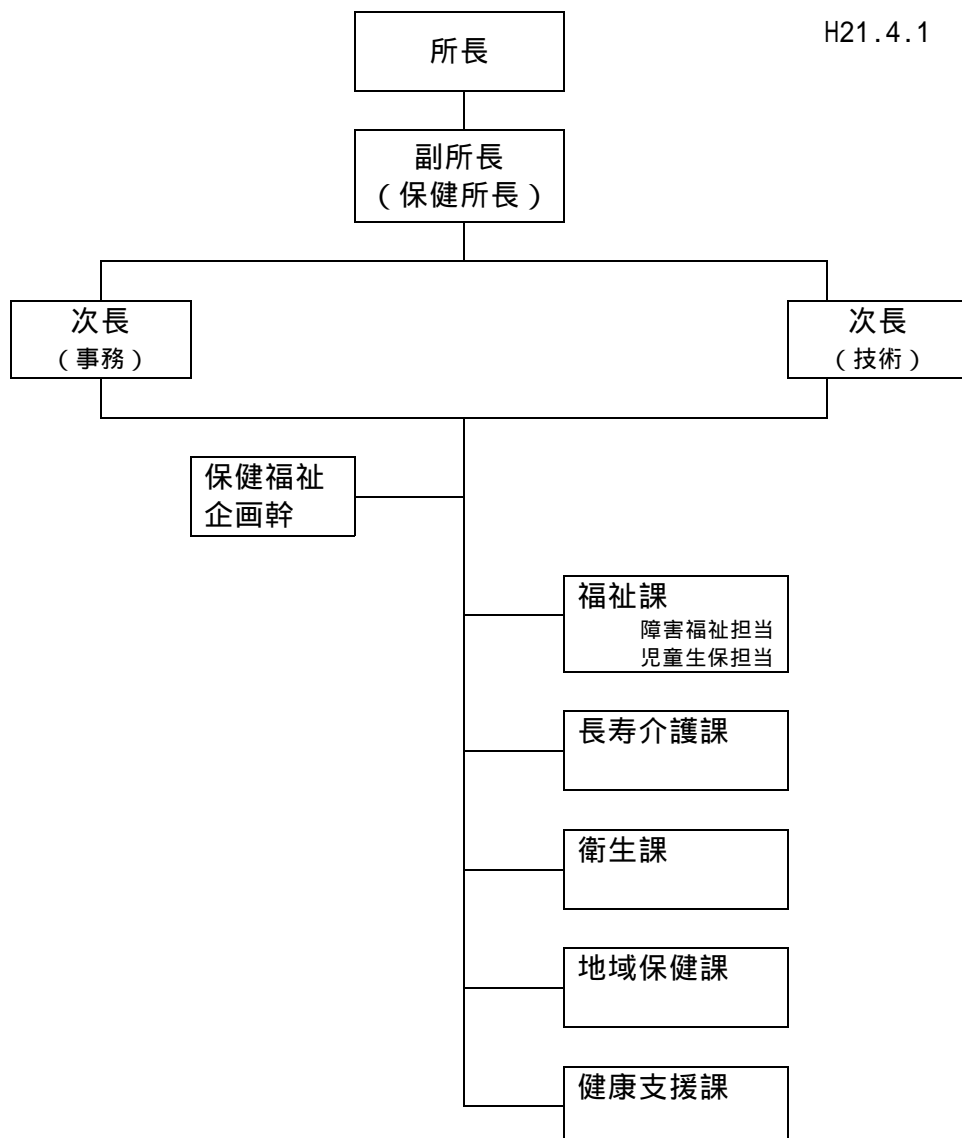 H21.4.1
所長
副所長
（保健所長）
次長
（事務）
次長
（技術）
保健福祉
企画幹
福祉課
障害福祉担当
児童生保担当
長寿介護課
衛生課
地域保健課
健康支援課